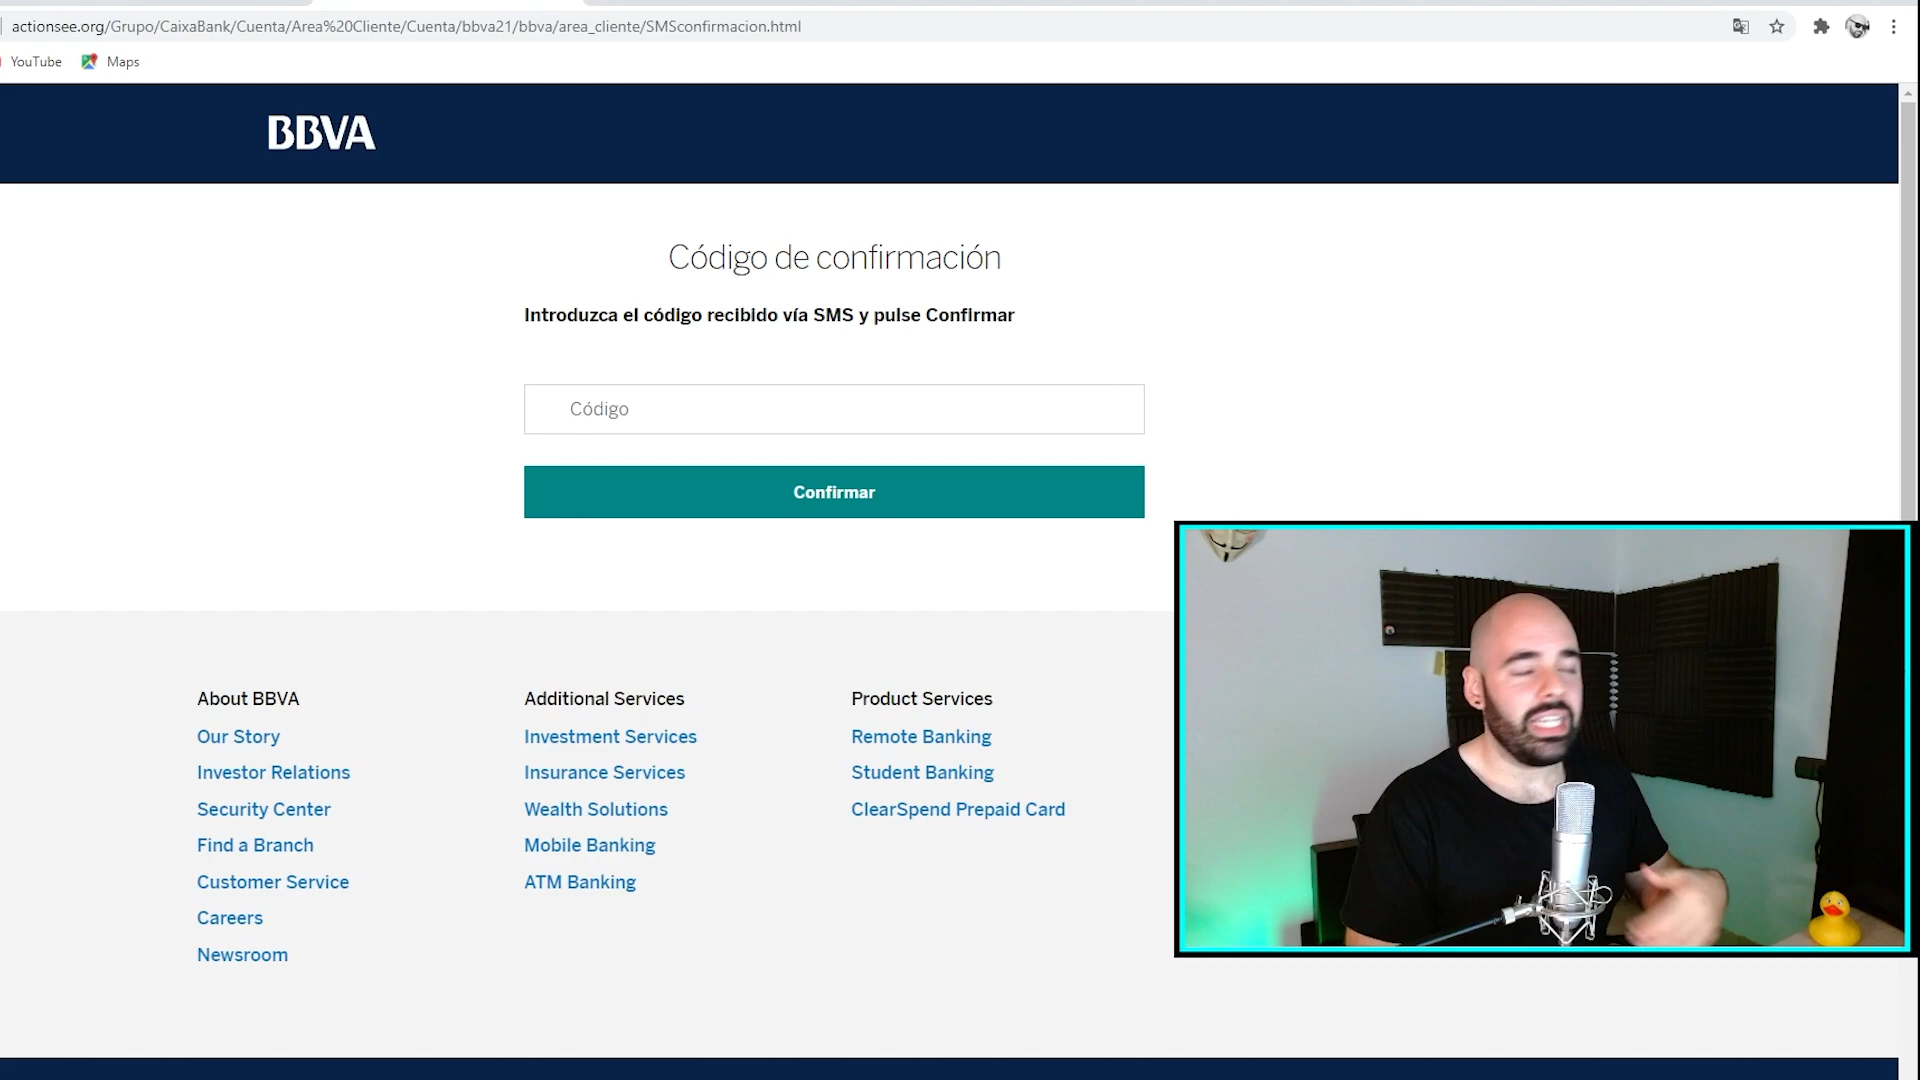 actionsee.org/Grupo/CaixaBank/Cuenta/Area%20Cliente/Cuenta/bbva21/bbva/area_cliente/SMSconfirmacion.html
YouTube Maps
BBVA
Código de confirmación
Introduzca el código recibido vía SMS y pulse Confirmar
Código
Confirmar
About BBVA
Our Story
Investor Relations
Security Center
Find a Branch
Customer Service
Careers
Newsroom
Additional Services
Investment Services
Insurance Services
Wealth Solutions
Mobile Banking
ATM Banking
Product Services
Remote Banking
Student Banking
ClearSpend Prepaid Card